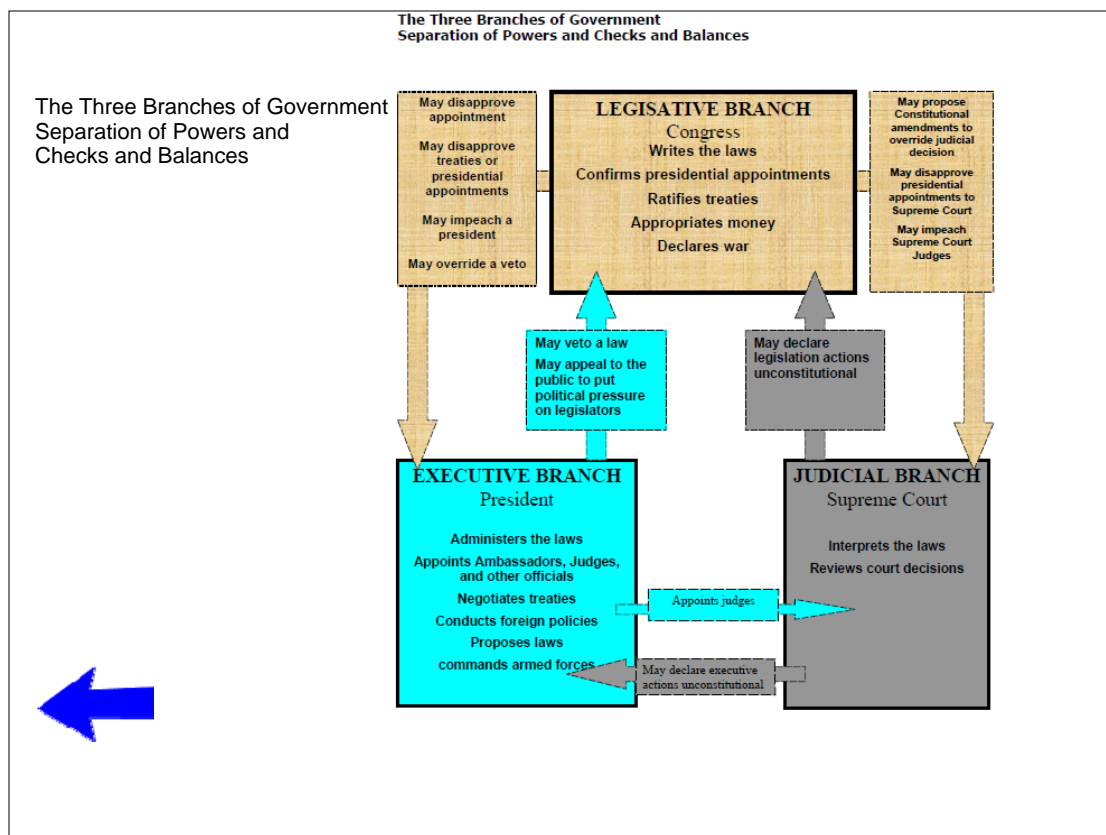 The Three Branches of Government
Separation of Powers and Checks and Balances
The Three Branches of Government
Separation of Powers and
Checks and Balances
May disapprove
appointment
May disapprove
treaties or
presidential
appointments
May impeach a
president
May override a veto
LEGISATIVE BRANCH
Congress
Writes the laws
Confirms presidential appointments
Ratifies treaties
Appropriates money
Declares war
May propose
Constitutional
amendments to
override judicial
decision
May disapprove
presidential
appointments to
Supreme Court
May impeach
Supreme Court
Judges
May veto a law
May appeal to the
public to put
political pressure
on legislators
May declare
legislation actions
unconstitutional
EXECUTIVE BRANCH
President
Administers the laws
Appoints Ambassadors, Judges,
and other officials
Negotiates treaties
Conducts foreign policies
Proposes laws
commands armed forces
Appoints judges
May declare executive
actions unconstitutional
JUDICIAL BRANCH
Supreme Court
Interprets the laws
Reviews court decisions